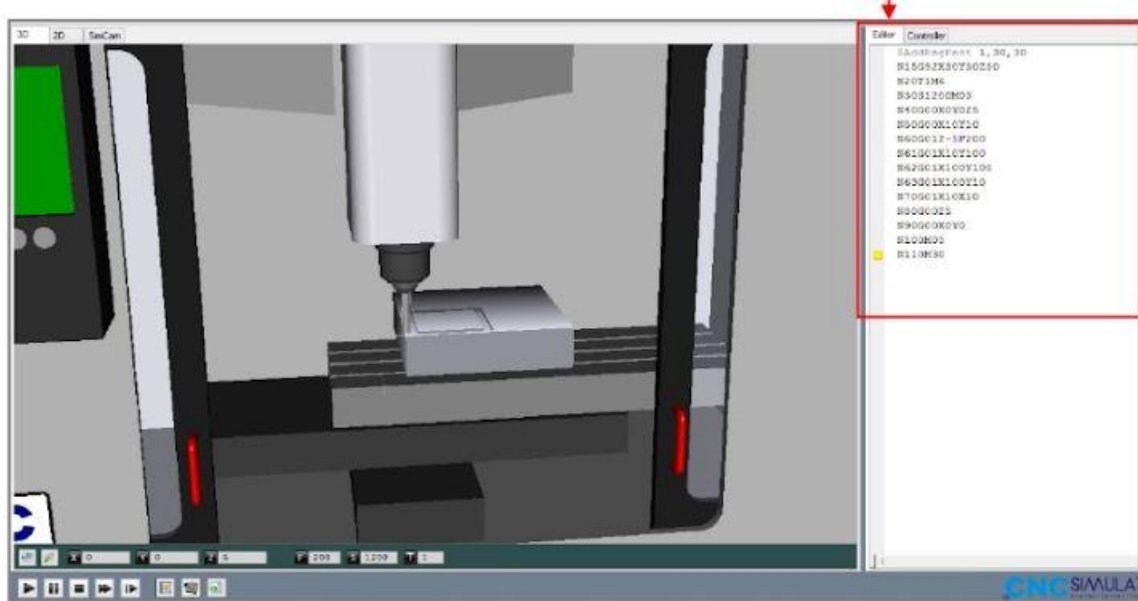 3D 2D SimCam
Editor Controller
$AddRegPart 1,30,30
N15G92X30Y30Z50
N20T1M6
N30S1200M03
N40G00X0Y0Z5
N50G00X10Y10
N60G01Z-5F200
N61G01X10Y100
N62G01X100Y100
N63G01X100Y10
N70G01X10X10
N80G00Z5
N90G00X0Y0
N100M05
N110M30
C
X 0 Y 0 Z 5 F 200 S 1200 T 1
CNC SIMULA